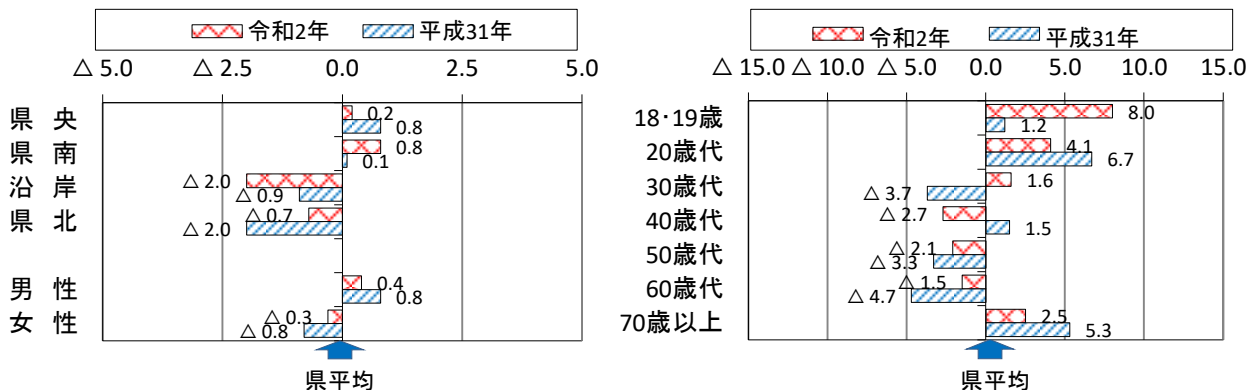 令和2年 平成31年
△ 5.0 △ 2.5 0.0 2.5 5.0
県 央 0.2
0.8
県 南 0.8
0.1
沿 岸 △ 2.0
△ 0.9
県 北 △ 0.7
△ 2.0
男 性 0.4
0.8
女 性 △ 0.3
△ 0.8
県平均
令和2年 平成31年
△ 15.0 △ 10.0 △ 5.0 0.0 5.0 10.0 15.0
18・19歳 8.0
1.2
20歳代 4.1
6.7
30歳代 1.6
△ 3.7
40歳代 △ 2.7
1.5
50歳代 △ 2.1
△ 3.3
60歳代 △ 1.5
△ 4.7
70歳以上 2.5
5.3
県平均